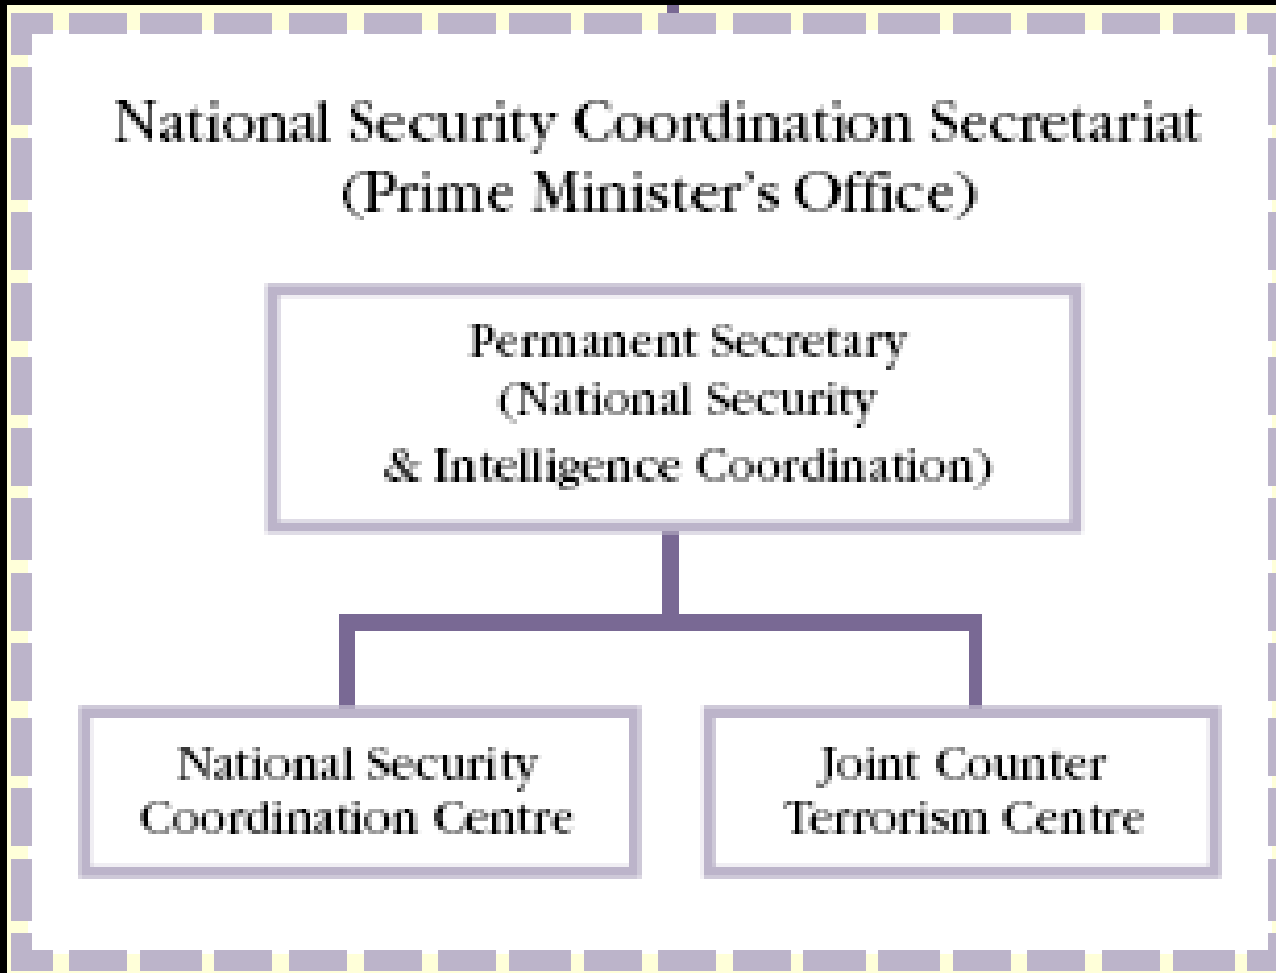 National Security Coordination Secretariat
(Prime Minister’s Office)
Permanent Secretary
(National Security
& Intelligence Coordination)
National Security
Coordination Centre
Joint Counter
Terrorism Centre